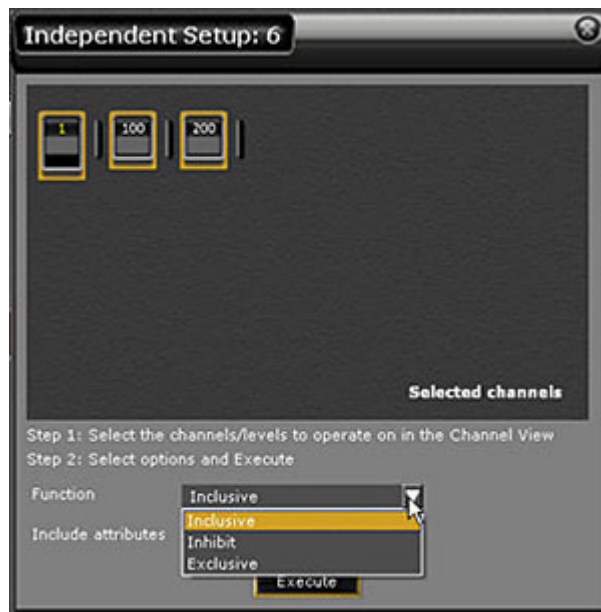 Independent Setup: 6
1 100 200
Selected channels
Step 1: Select the channels/levels to operate on in the Channel View
Step 2: Select options and Execute
Function Inclusive
Inclusive
Include attributes
Inhibit
Exclusive
Execute